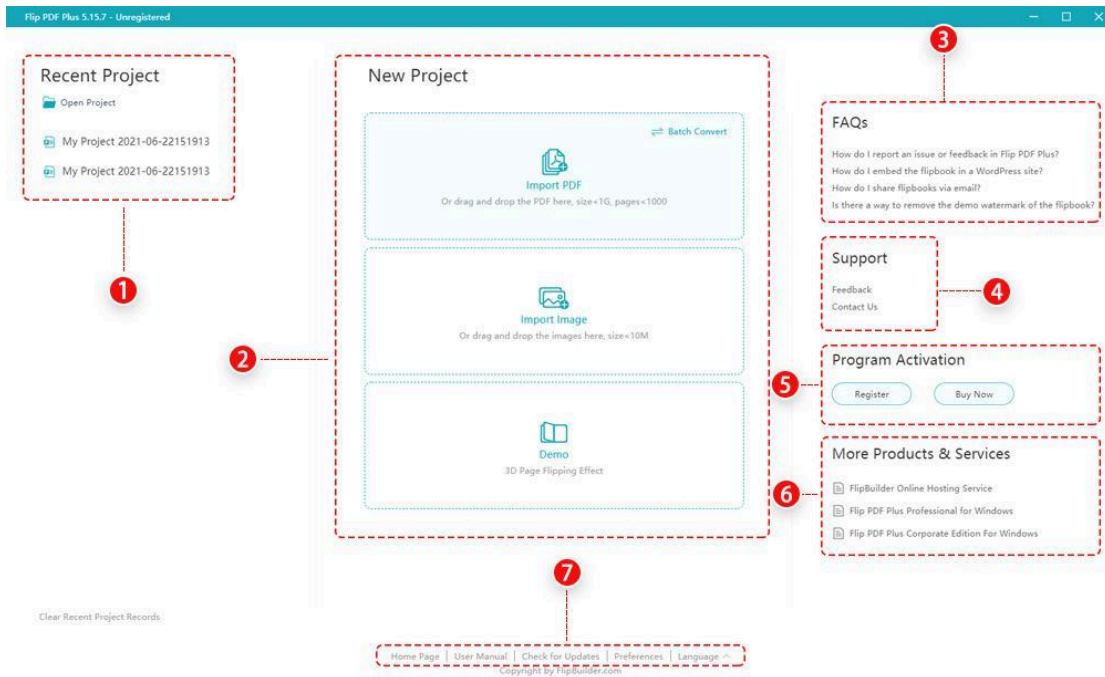 Flip PDF Plus 5.15.7 - Unregistered
Recent Project
Open Project
My Project 2021-06-22151913
My Project 2021-06-22151913
1
New Project
Batch Convert
Import PDF
Or drag and drop the PDF here, size<1G, pages<1000
Import Image
Or drag and drop the images here, size<10M
Demo
3D Page Flipping Effect
2
3
FAQs
How do I report an issue or feedback in Flip PDF Plus?
How do I embed the flipbook in a WordPress site?
How do I share flipbooks via email?
Is there a way to remove the demo watermark of the flipbook?
Support
Feedback
Contact Us
4
Program Activation
Register Buy Now
5
More Products & Services
FlipBuilder Online Hosting Service
Flip PDF Plus Professional for Windows
Flip PDF Plus Corporate Edition For Windows
6
7
Clear Recent Project Records
Home Page | User Manual | Check for Updates | Preferences | Language
Copyright by FlipBuilder.com